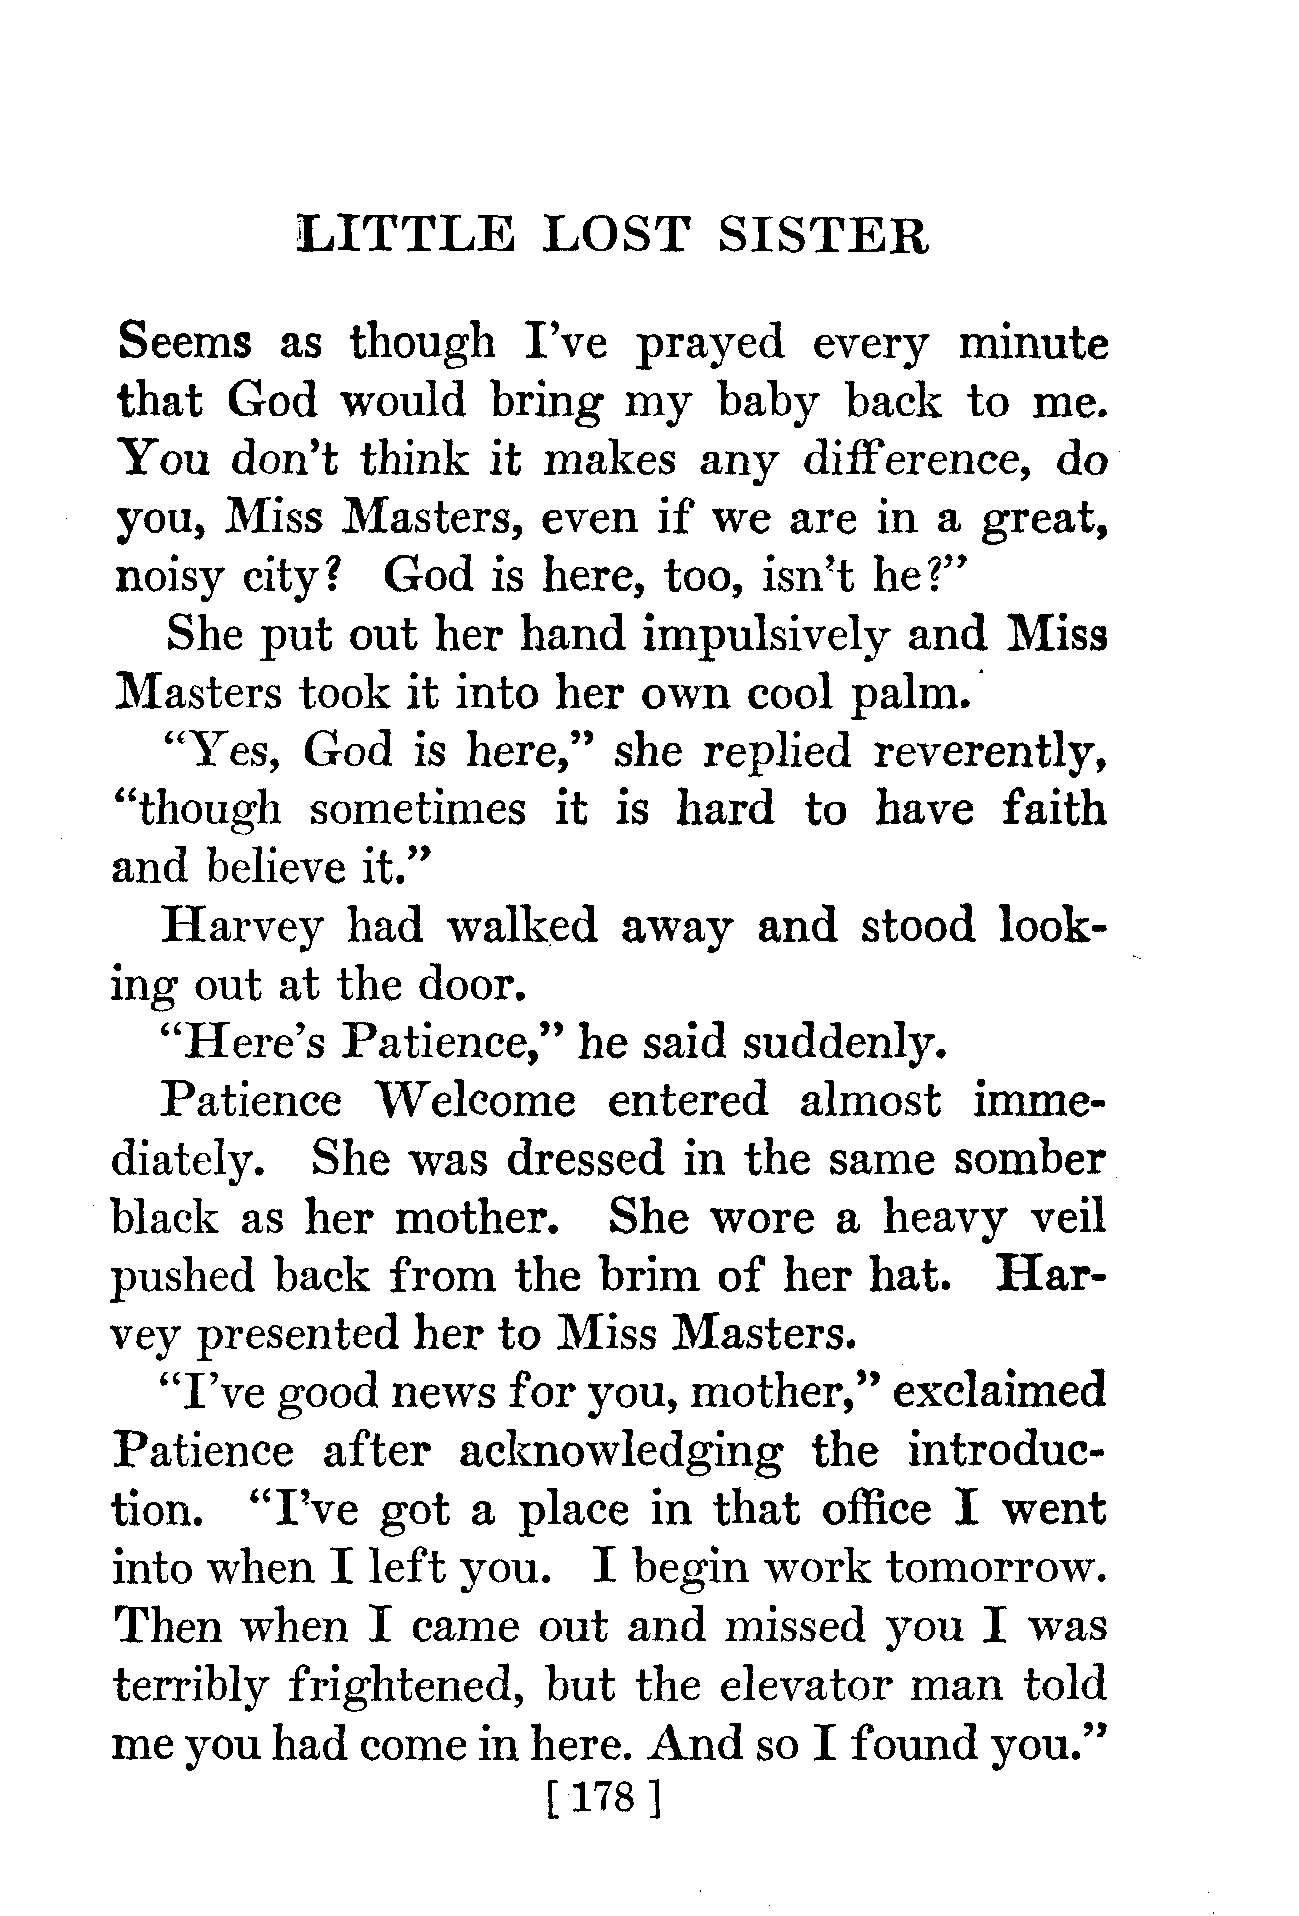 LITTLE LOST SISTER
Seems as though I've prayed every minute
that God would bring my baby back to me.
You don't think it makes any difference, do
you, Miss Masters, even if we are in a great,
noisy city? God is here, too, isn't he?"
She put out her hand impulsively and Miss
Masters took it into her own cool palm.
"Yes, God is here," she replied reverently,
"though sometimes it is hard to have faith
and believe it."
Harvey had walked away and stood look-
ing out at the door.
"Here's Patience," he said suddenly.
Patience Welcome entered almost imme-
diately. She was dressed in the same somber
black as her mother. She wore a heavy veil
pushed back from the brim of her hat. Har-
vey presented her to Miss Masters.
"I've good news for you, mother," exclaimed
Patience after acknowledging the introduc-
tion. "I've got a place in that office I went
into when I left you. I begin work tomorrow.
Then when I came out and missed you I was
terribly frightened, but the elevator man told
me you had come in here. And so I found you."
[ 178 ]